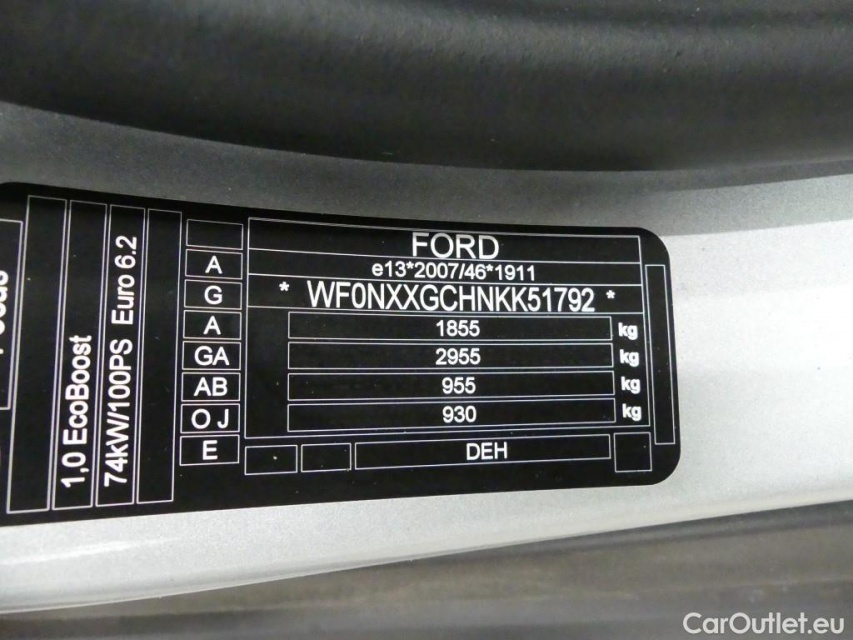 1,0 EcoBoost
74kW/100PS Euro 6.2
A
G
A
GA
AB
OJ
E
FORD
e13*2007/46*1911
* WF0NXXGCHNKK51792 *
1855 kg
2955 kg
955 kg
930 kg
DEH
CarOutlet.eu